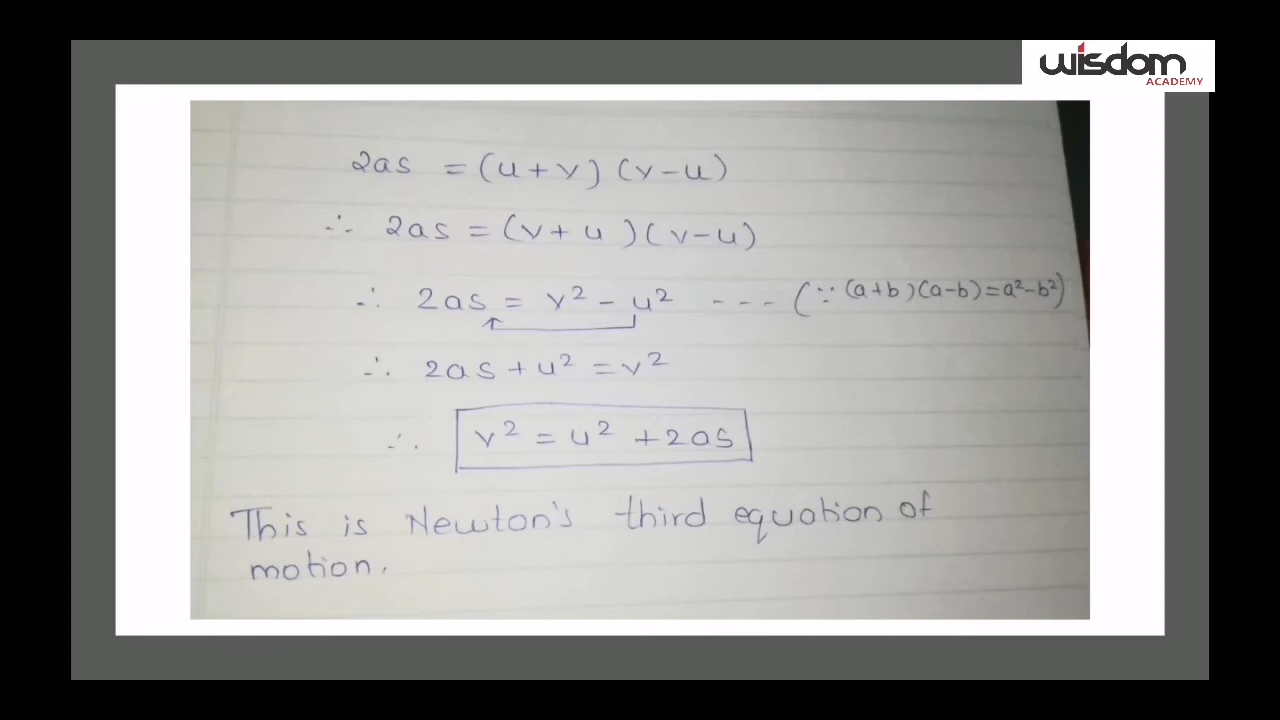 wisdom
ACADEMY
2as = (u + v) (v - u)
∴ 2as = (v + u ) ( v - u)
∴ 2as = v² - u² - - - (∵ (a+b)(a-b)=a²-b²)
∴ 2as + u² = v²
∴ v² = u² + 2as
This is Newton's third equation of
motion.